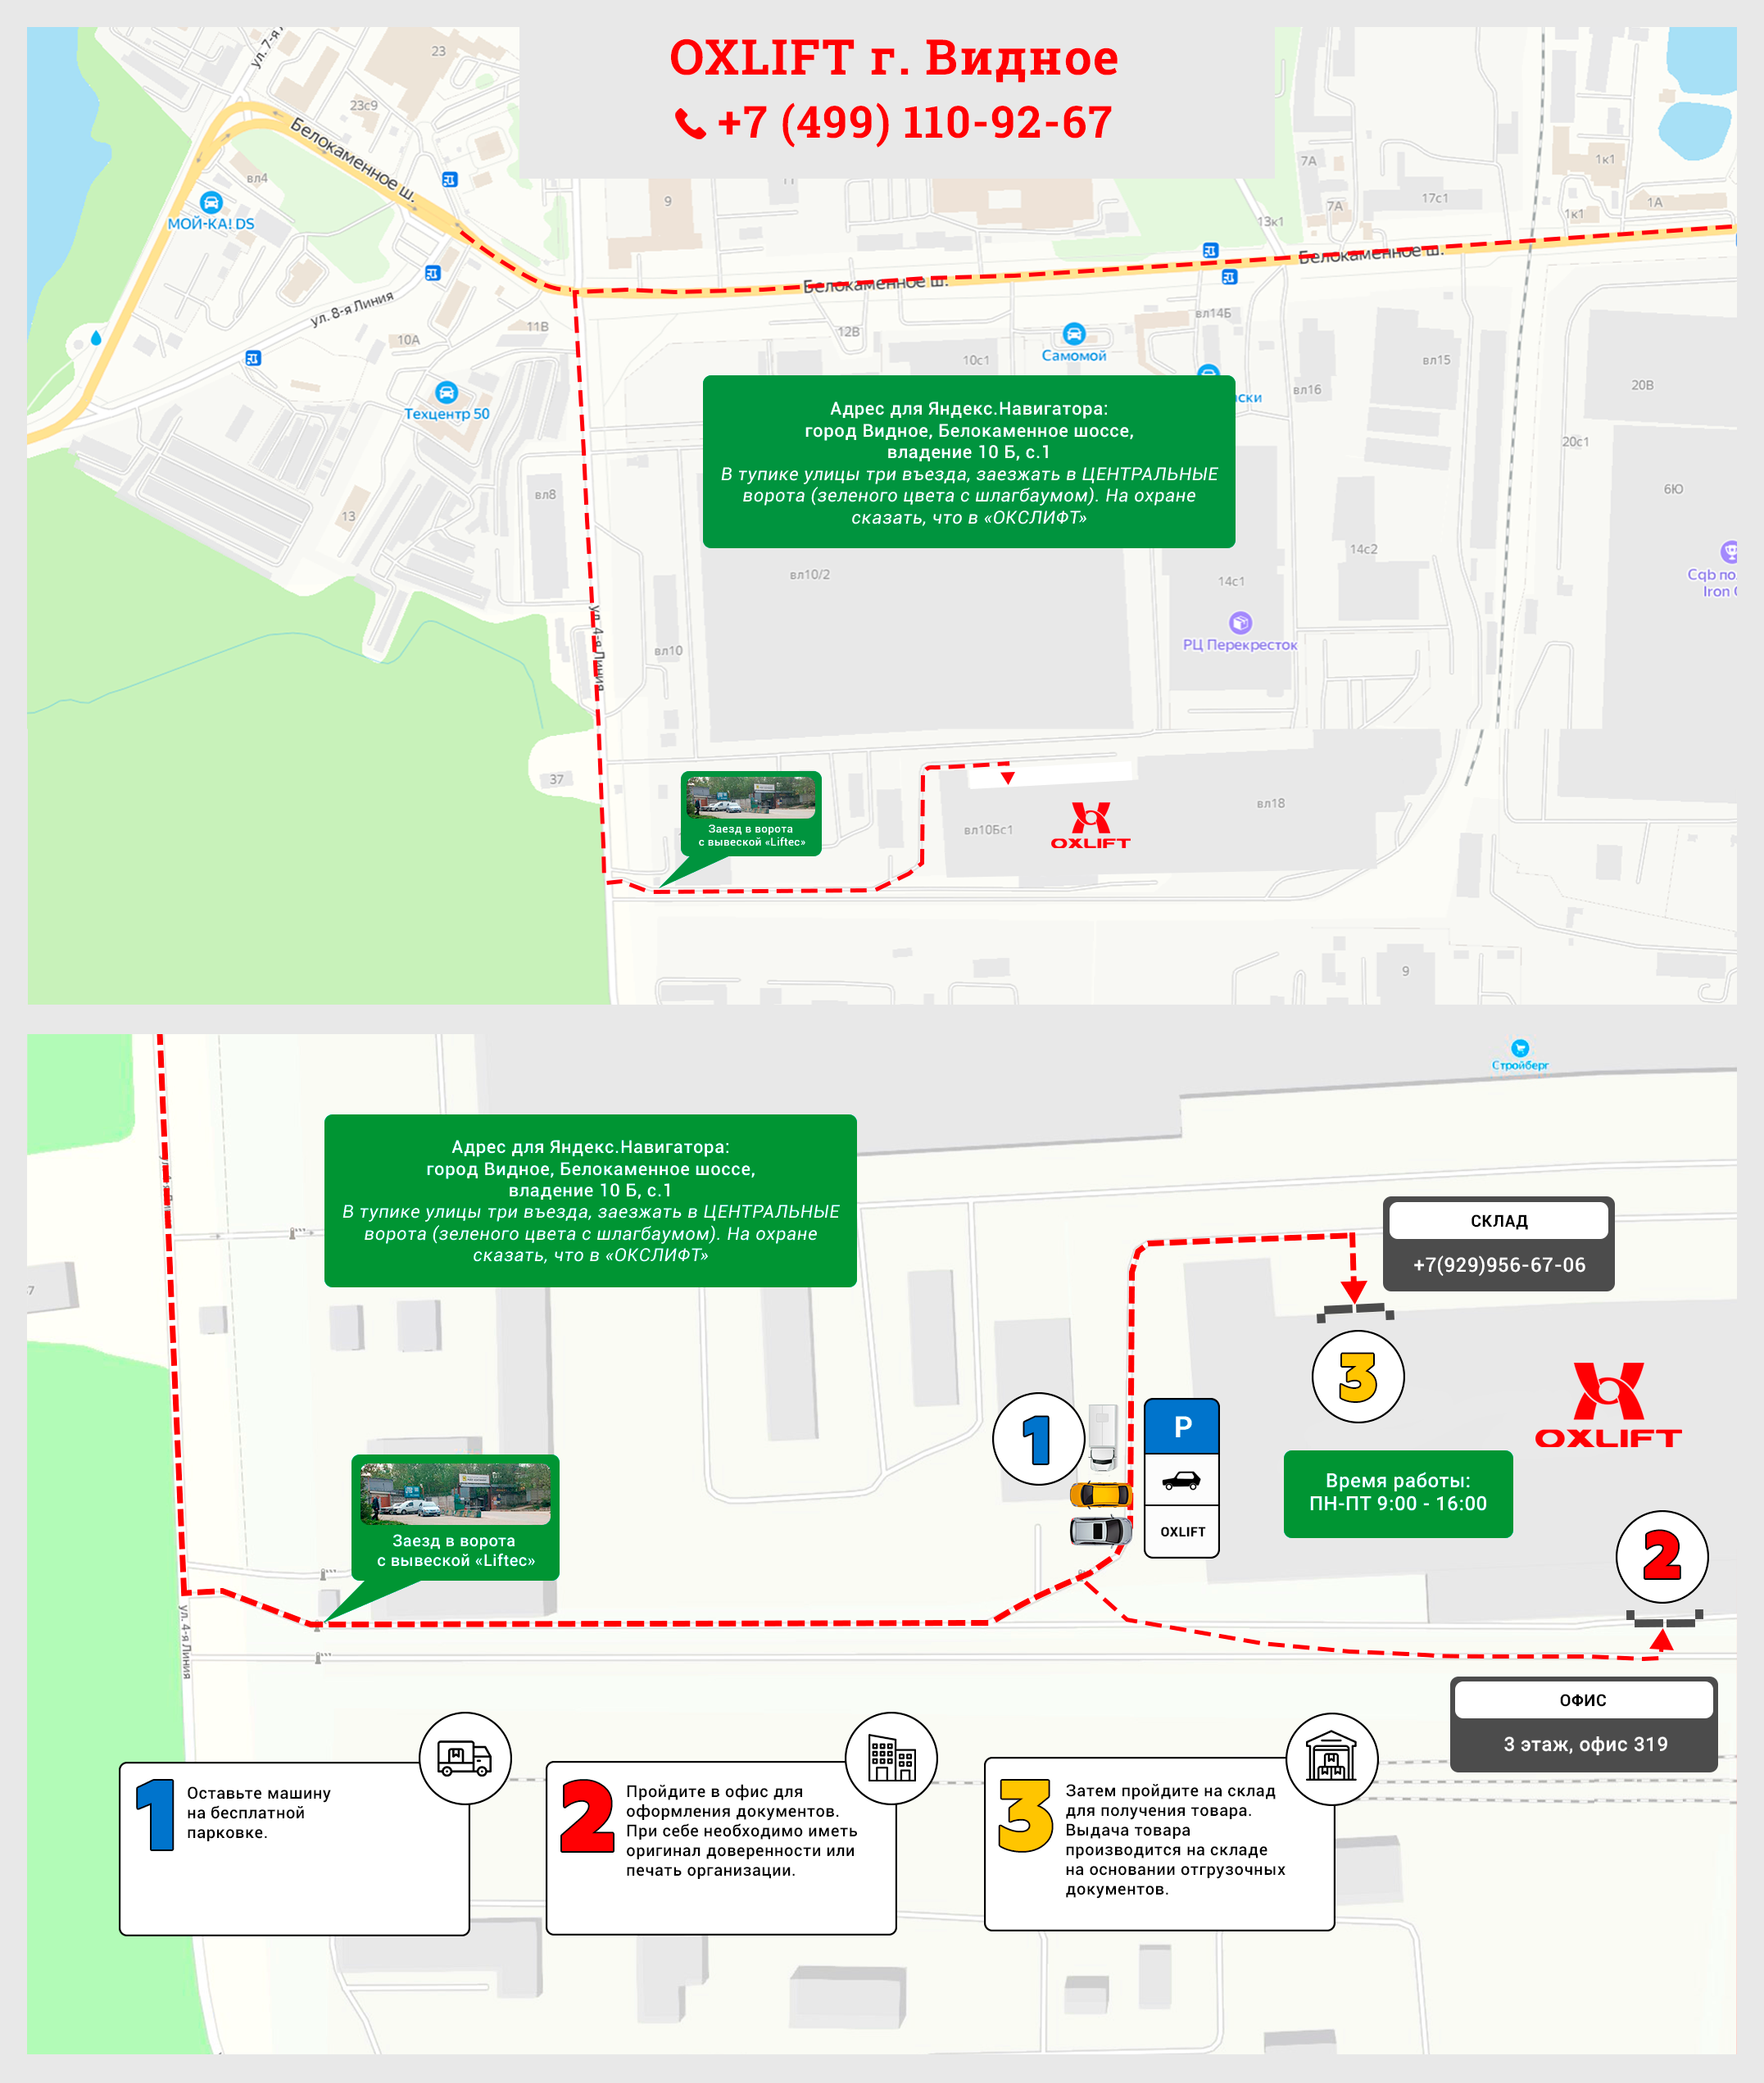 OXLIFT г. Видное
+7 (499) 110-92-67
23
23с9
Белокаменное ш.
вл4
МОЙ-КА! DS
ул. 8-я Линия
10А
11В
Техцентр 50
13
вл8
9
7А
7А
13к1
17с1
1к1
1к1
1А
Белокаменное ш.
Белокаменное ш.
12В
10с1
Самомой
вл14Б
вл16
вл15
20В
20с1
6Ю
Адрес для Яндекс.Навигатора:
город Видное, Белокаменное шоссе,
владение 10 Б, с.1
В тупике улицы три въезда, заезжать в ЦЕНТРАЛЬНЫЕ
ворота (зеленого цвета с шлагбаумом). На охране
сказать, что в «ОКСЛИФТ»
вл10/2
14с1
14с2
Cqb по
Iron
РЦ Перекресток
ул. 4-я Линия
вл10
37
Заезд в ворота
с вывеской «Liftec»
вл10Бс1
OXLIFT
вл18
9
Стройберг
Адрес для Яндекс.Навигатора:
город Видное, Белокаменное шоссе,
владение 10 Б, с.1
В тупике улицы три въезда, заезжать в ЦЕНТРАЛЬНЫЕ
ворота (зеленого цвета с шлагбаумом). На охране
сказать, что в «ОКСЛИФТ»
СКЛАД
+7(929)956-67-06
3
1
P
OXLIFT
OXLIFT
Время работы:
ПН-ПТ 9:00 - 16:00
2
Заезд в ворота
с вывеской «Liftec»
ул. 4-я Линия
ОФИС
3 этаж, офис 319
1
Оставьте машину
на бесплатной
парковке.
2
Пройдите в офис для
оформления документов.
При себе необходимо иметь
оригинал доверенности или
печать организации.
3
Затем пройдите на склад
для получения товара.
Выдача товара
производится на складе
на основании отгрузочных
документов.